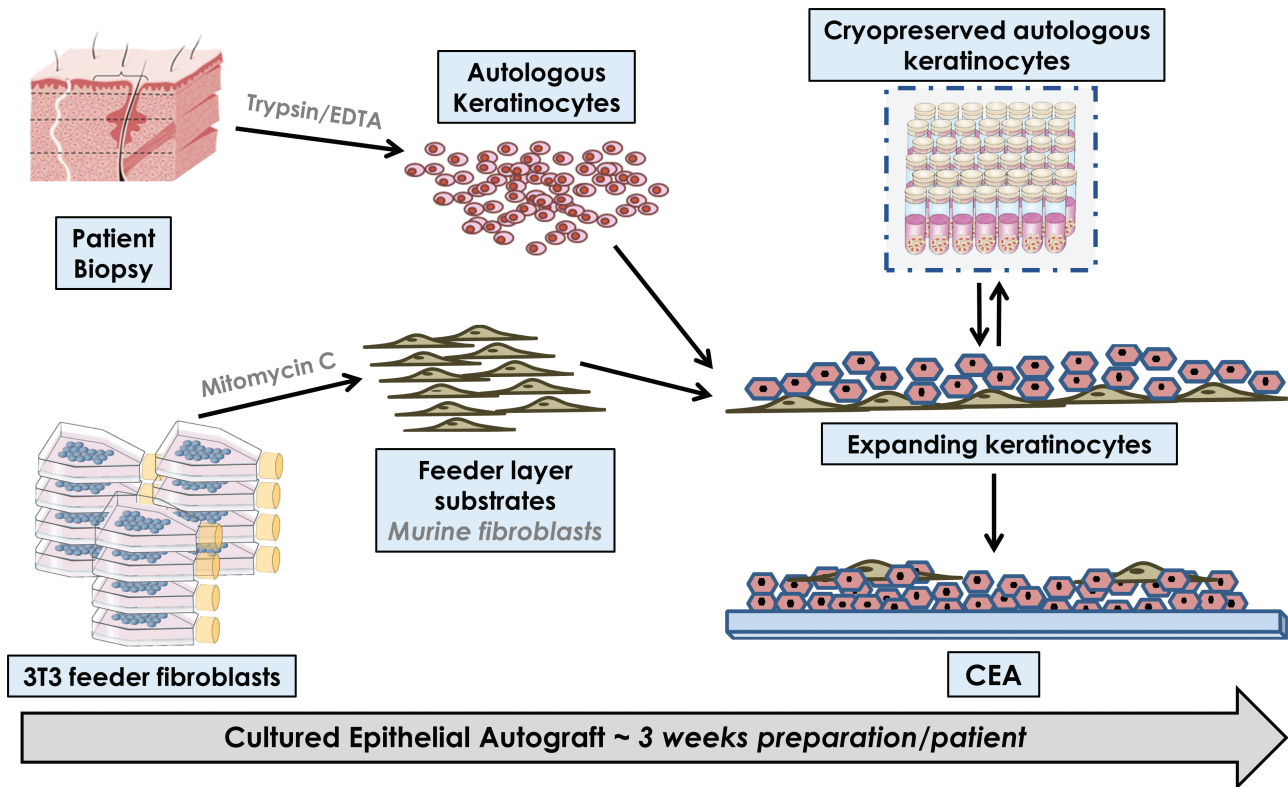 Patient
Biopsy
Trypsin/EDTA
Autologous
Keratinocytes
Cryopreserved autologous
keratinocytes
Mitomycin C
3T3 feeder fibroblasts
Feeder layer
substrates
Murine fibroblasts
Expanding keratinocytes
CEA
Cultured Epithelial Autograft ~ 3 weeks preparation/patient